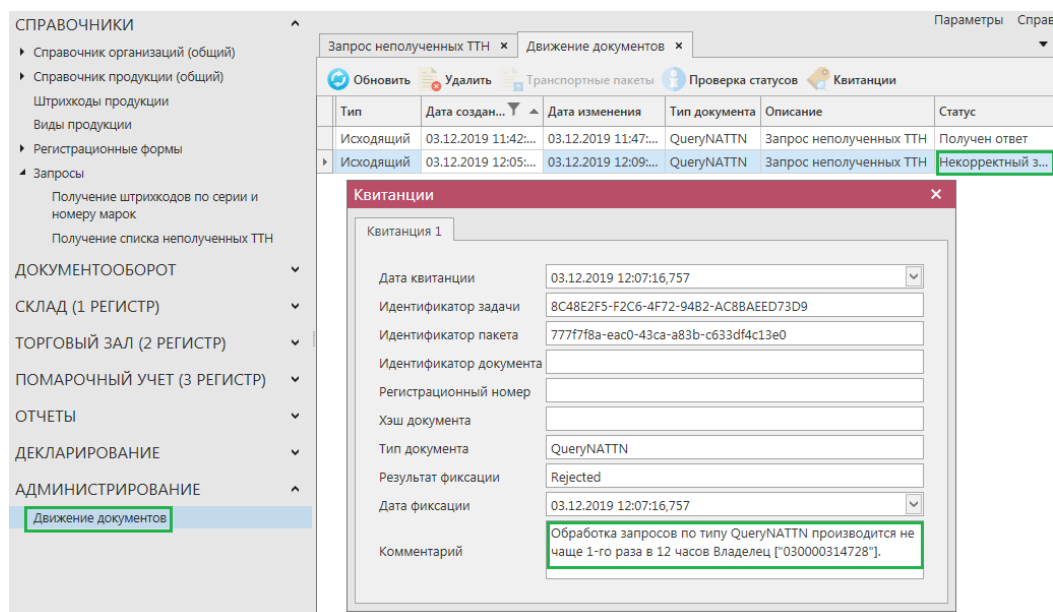 СПРАВОЧНИКИ
Справочник организаций (общий)
Справочник продукции (общий)
Штрихкоды продукции
Виды продукции
Регистрационные формы
Запросы
Получение штрихкодов по серии и
номеру марок
Получение списка неполученных ТТН
ДОКУМЕНТООБОРОТ
СКЛАД (1 РЕГИСТР)
ТОРГОВЫЙ ЗАЛ (2 РЕГИСТР)
ПОМАРОЧНЫЙ УЧЕТ (3 РЕГИСТР)
ОТЧЕТЫ
ДЕКЛАРИРОВАНИЕ
АДМИНИСТРИРОВАНИЕ
Движение документов
Параметры Справ
Запрос неполученных ТТН × Движение документов ×
Обновить Удалить Транспортные пакеты Проверка статусов Квитанции
Тип Дата создан... Дата изменения Тип документа Описание Статус
Исходящий 03.12.2019 11:42:... 03.12.2019 11:47:... QueryNATTN Запрос неполученных ТТН Получен ответ
Исходящий 03.12.2019 12:05:... 03.12.2019 12:09:... QueryNATTN Запрос неполученных ТТН Некорректный з...
Квитанции ×
Квитанция 1
Дата квитанции 03.12.2019 12:07:16,757
Идентификатор задачи 8C48E2F5-F2C6-4F72-94B2-AC8BAEED73D9
Идентификатор пакета 777f7f8a-eac0-43ca-a83b-c633df4c13e0
Идентификатор документа
Регистрационный номер
Хэш документа
Тип документа QueryNATTN
Результат фиксации Rejected
Дата фиксации 03.12.2019 12:07:16,757
Комментарий Обработка запросов по типу QueryNATTN производится не
чаще 1-го раза в 12 часов Владелец ["030000314728"].